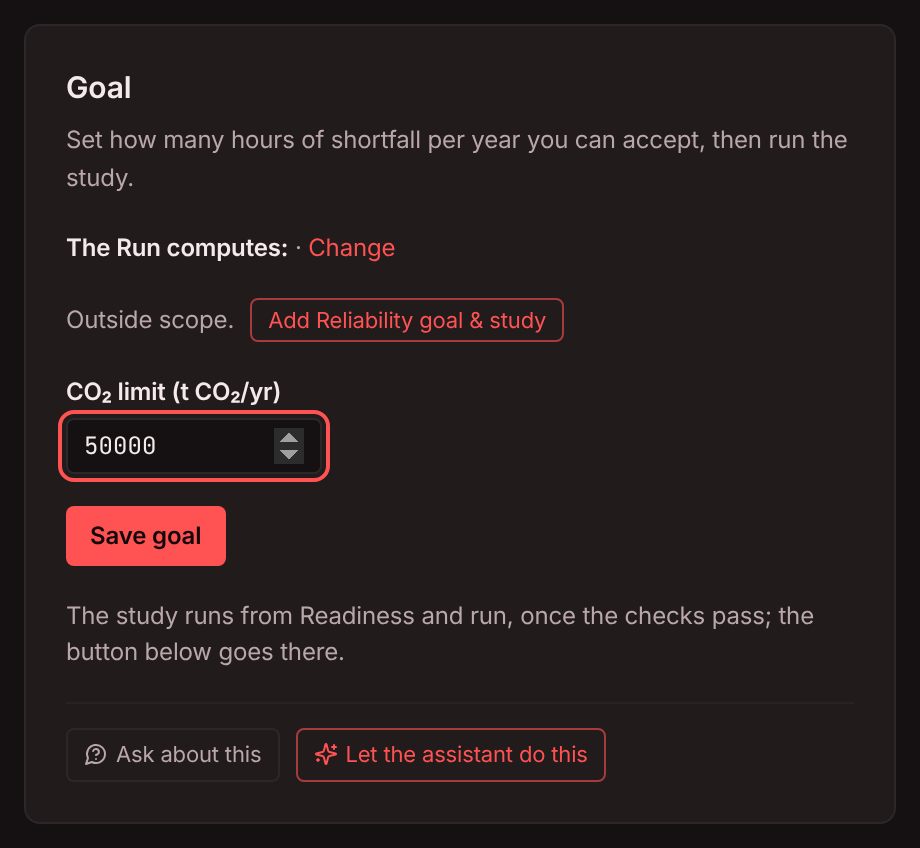 Goal
Set how many hours of shortfall per year you can accept, then run the
study.
The Run computes: · Change
Outside scope. Add Reliability goal & study
CO₂ limit (t CO₂/yr)
50000
Save goal
The study runs from Readiness and run, once the checks pass; the
button below goes there.
Ask about this Let the assistant do this